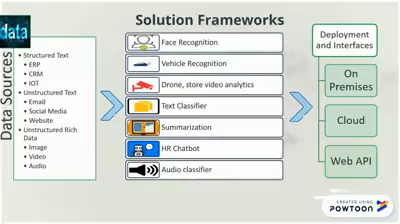 data
Solution Frameworks
Data Sources
• Structured Text
• ERP
• CRM
• IOT
• Unstructured Text
• Email
• Social Media
• Website
• Unstructured Rich
Data
• Image
• Video
• Audio
Face Recognition
Vehicle Recognition
Drone, store video analytics
Text Classifier
Summarization
HR Chatbot
Audio classifier
Deployment
and Interfaces
On
Premises
Cloud
Web API
CREATED USING
POWTOON